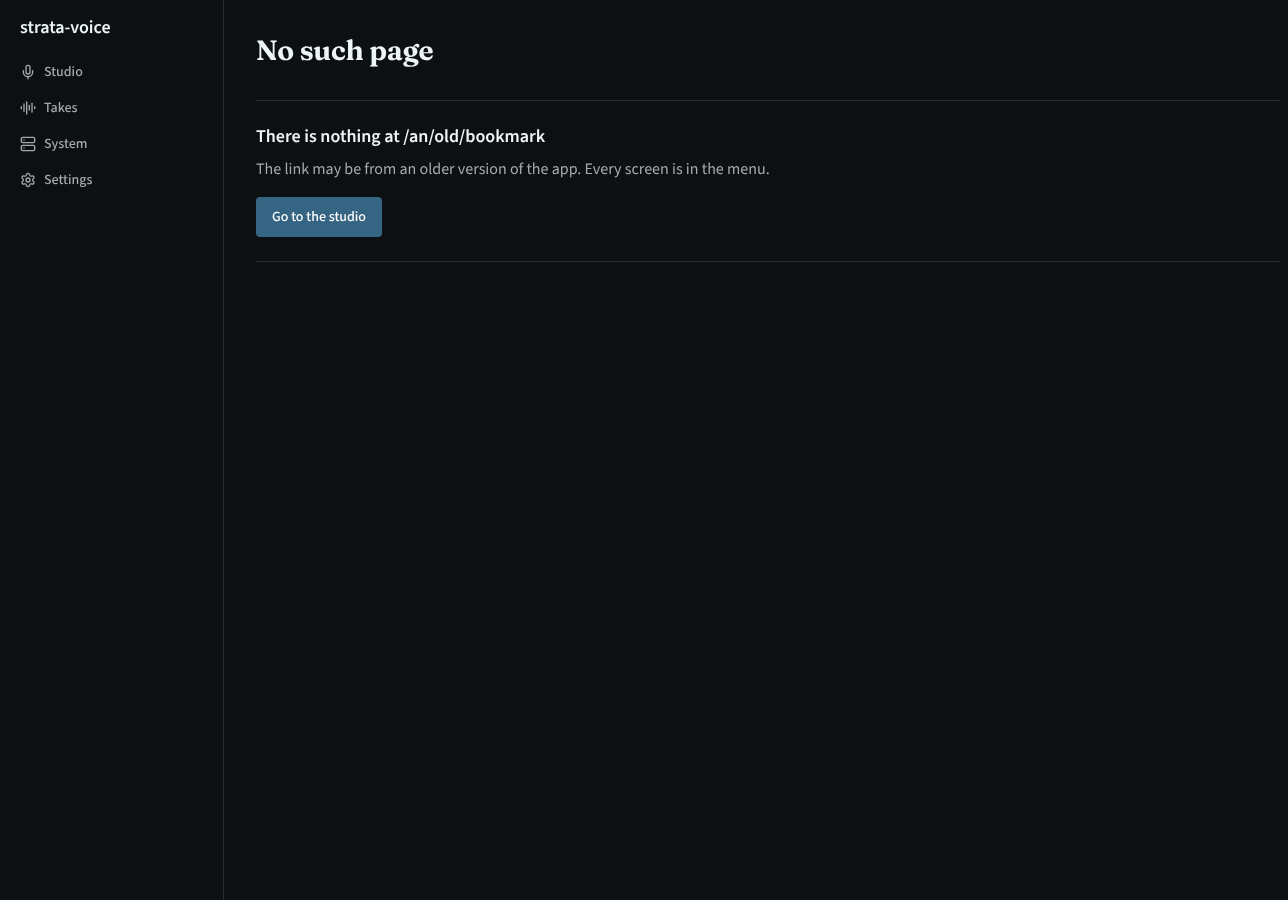 strata-voice
Studio
Takes
System
Settings
No such page
There is nothing at /an/old/bookmark
The link may be from an older version of the app. Every screen is in the menu.
Go to the studio